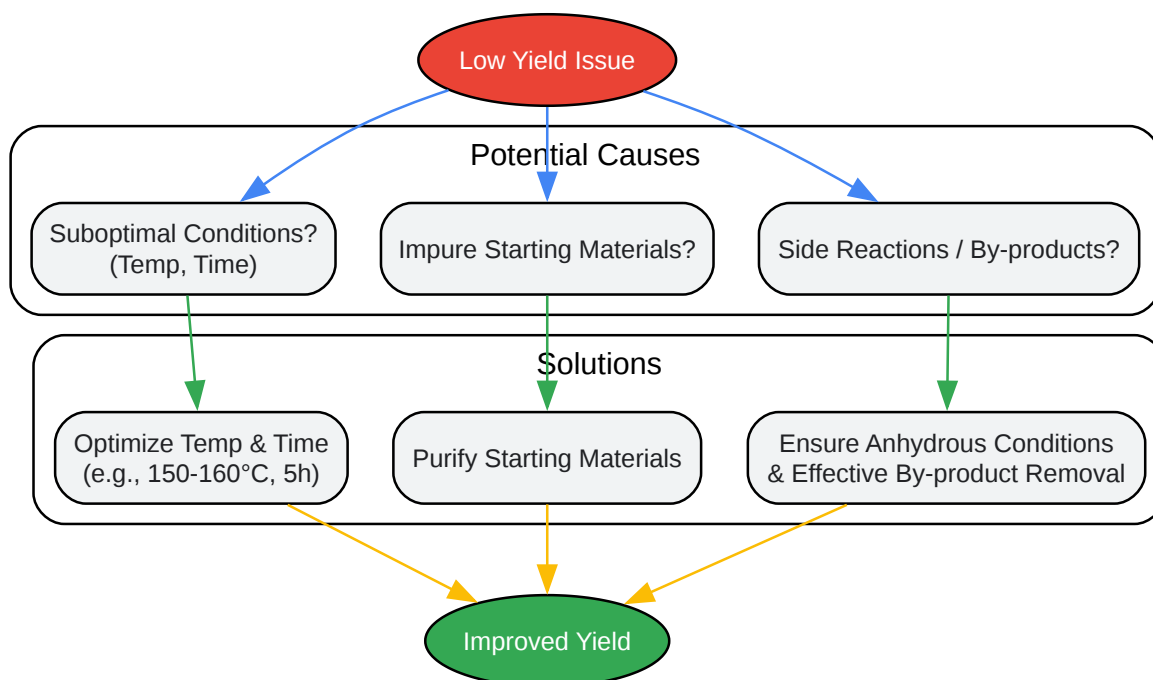 Low Yield Issue
Potential Causes
Suboptimal Conditions?
(Temp, Time)
Impure Starting Materials?
Side Reactions / By-products?
Solutions
Optimize Temp & Time
(e.g., 150-160°C, 5h)
Purify Starting Materials
Ensure Anhydrous Conditions
& Effective By-product Removal
Improved Yield